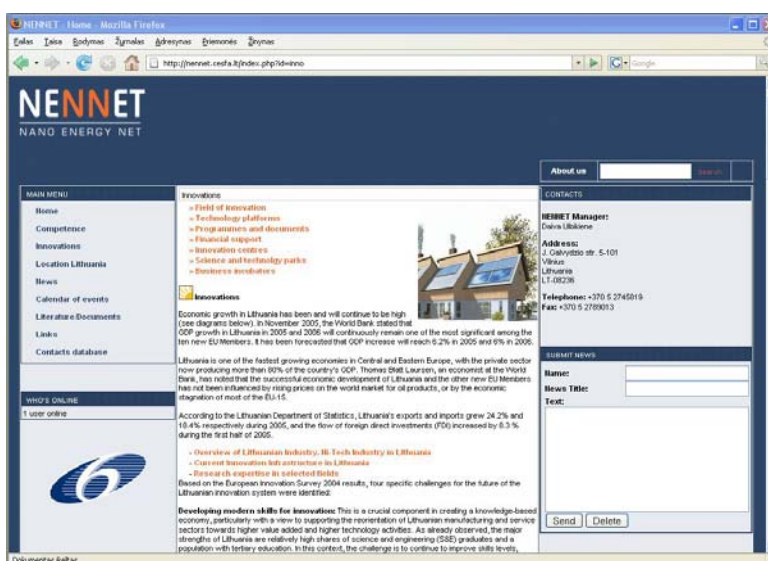 NENNET - Home - Mozilla Firefox
Failas Taisa Rodymas Žurnalas Adresynas Priemonės Žinynas
http://nennet.cesfa.lt/index.php?id=inno
Google
NENNET
NANO ENERGY NET
About us
Search
MAIN MENU
Home
Competence
Innovations
Location Lithuania
News
Calendar of events
Literature/Documents
Links
Contacts database
WHO'S ONLINE
1 user online
6
Innovations
» Field of innovation
» Technology platforms
» Programmes and documents
» Financial support
» Innovation centres
» Science and technolgy parks
» Business incubators
Innovations
Economic growth in Lithuania has been and will continue to be high
(see diagrams below). In November 2005, the World Bank stated that
GDP growth in Lithuania in 2005 and 2006 will continuously remain one of the most significant among the
ten new EU Members. It has been forecasted that GDP increase will reach 6.2% in 2005 and 6% in 2006.
Lithuania is one of the fastest growing economies in Central and Eastern Europe, with the private sector
now producing more than 80% of the country's GDP. Thomas Blatt Laursen, an economist at the World
Bank, has noted that the successful economic development of Lithuania and the other new EU Members
has not been influenced by rising prices on the world market for oil products, or by the economic
stagnation of most of the EU-15.
According to the Lithuanian Department of Statistics, Lithuania's exports and imports grew 24.2% and
18.4% respectively during 2005, and the flow of foreign direct investments (FDI) increased by 8.3 %
during the first half of 2005.
- Overview of Lithuanian Industry. Hi-Tech Industry in Lithuania
- Current Innovation Infrastructure in Lithuania
- Research expertise in selected fields
Based on the European Innovation Survey 2004 results, four specific challenges for the future of the
Lithuanian innovation system were identified:
Developing modern skills for innovation: This is a crucial component in creating a knowledge-based
economy, particularly with a view to supporting the reorientation of Lithuanian manufacturing and service
sectors towards higher value added and higher technology activities. As already observed, the major
strengths of Lithuania are relatively high shares of science and engineering (S&E) graduates and a
population with tertiary education. In this context, the challenge is to continue to improve skills levels,
CONTACTS
NENNET Manager:
Daiva Ulbikiene
Address:
J. Galvydzio str. 5-101
Vilnius
Lithuania
LT-08236
Telephone: +370 5 2745019
Fax: +370 5 2789013
SUBMIT NEWS
Name:
News Title:
Text:
Send Delete